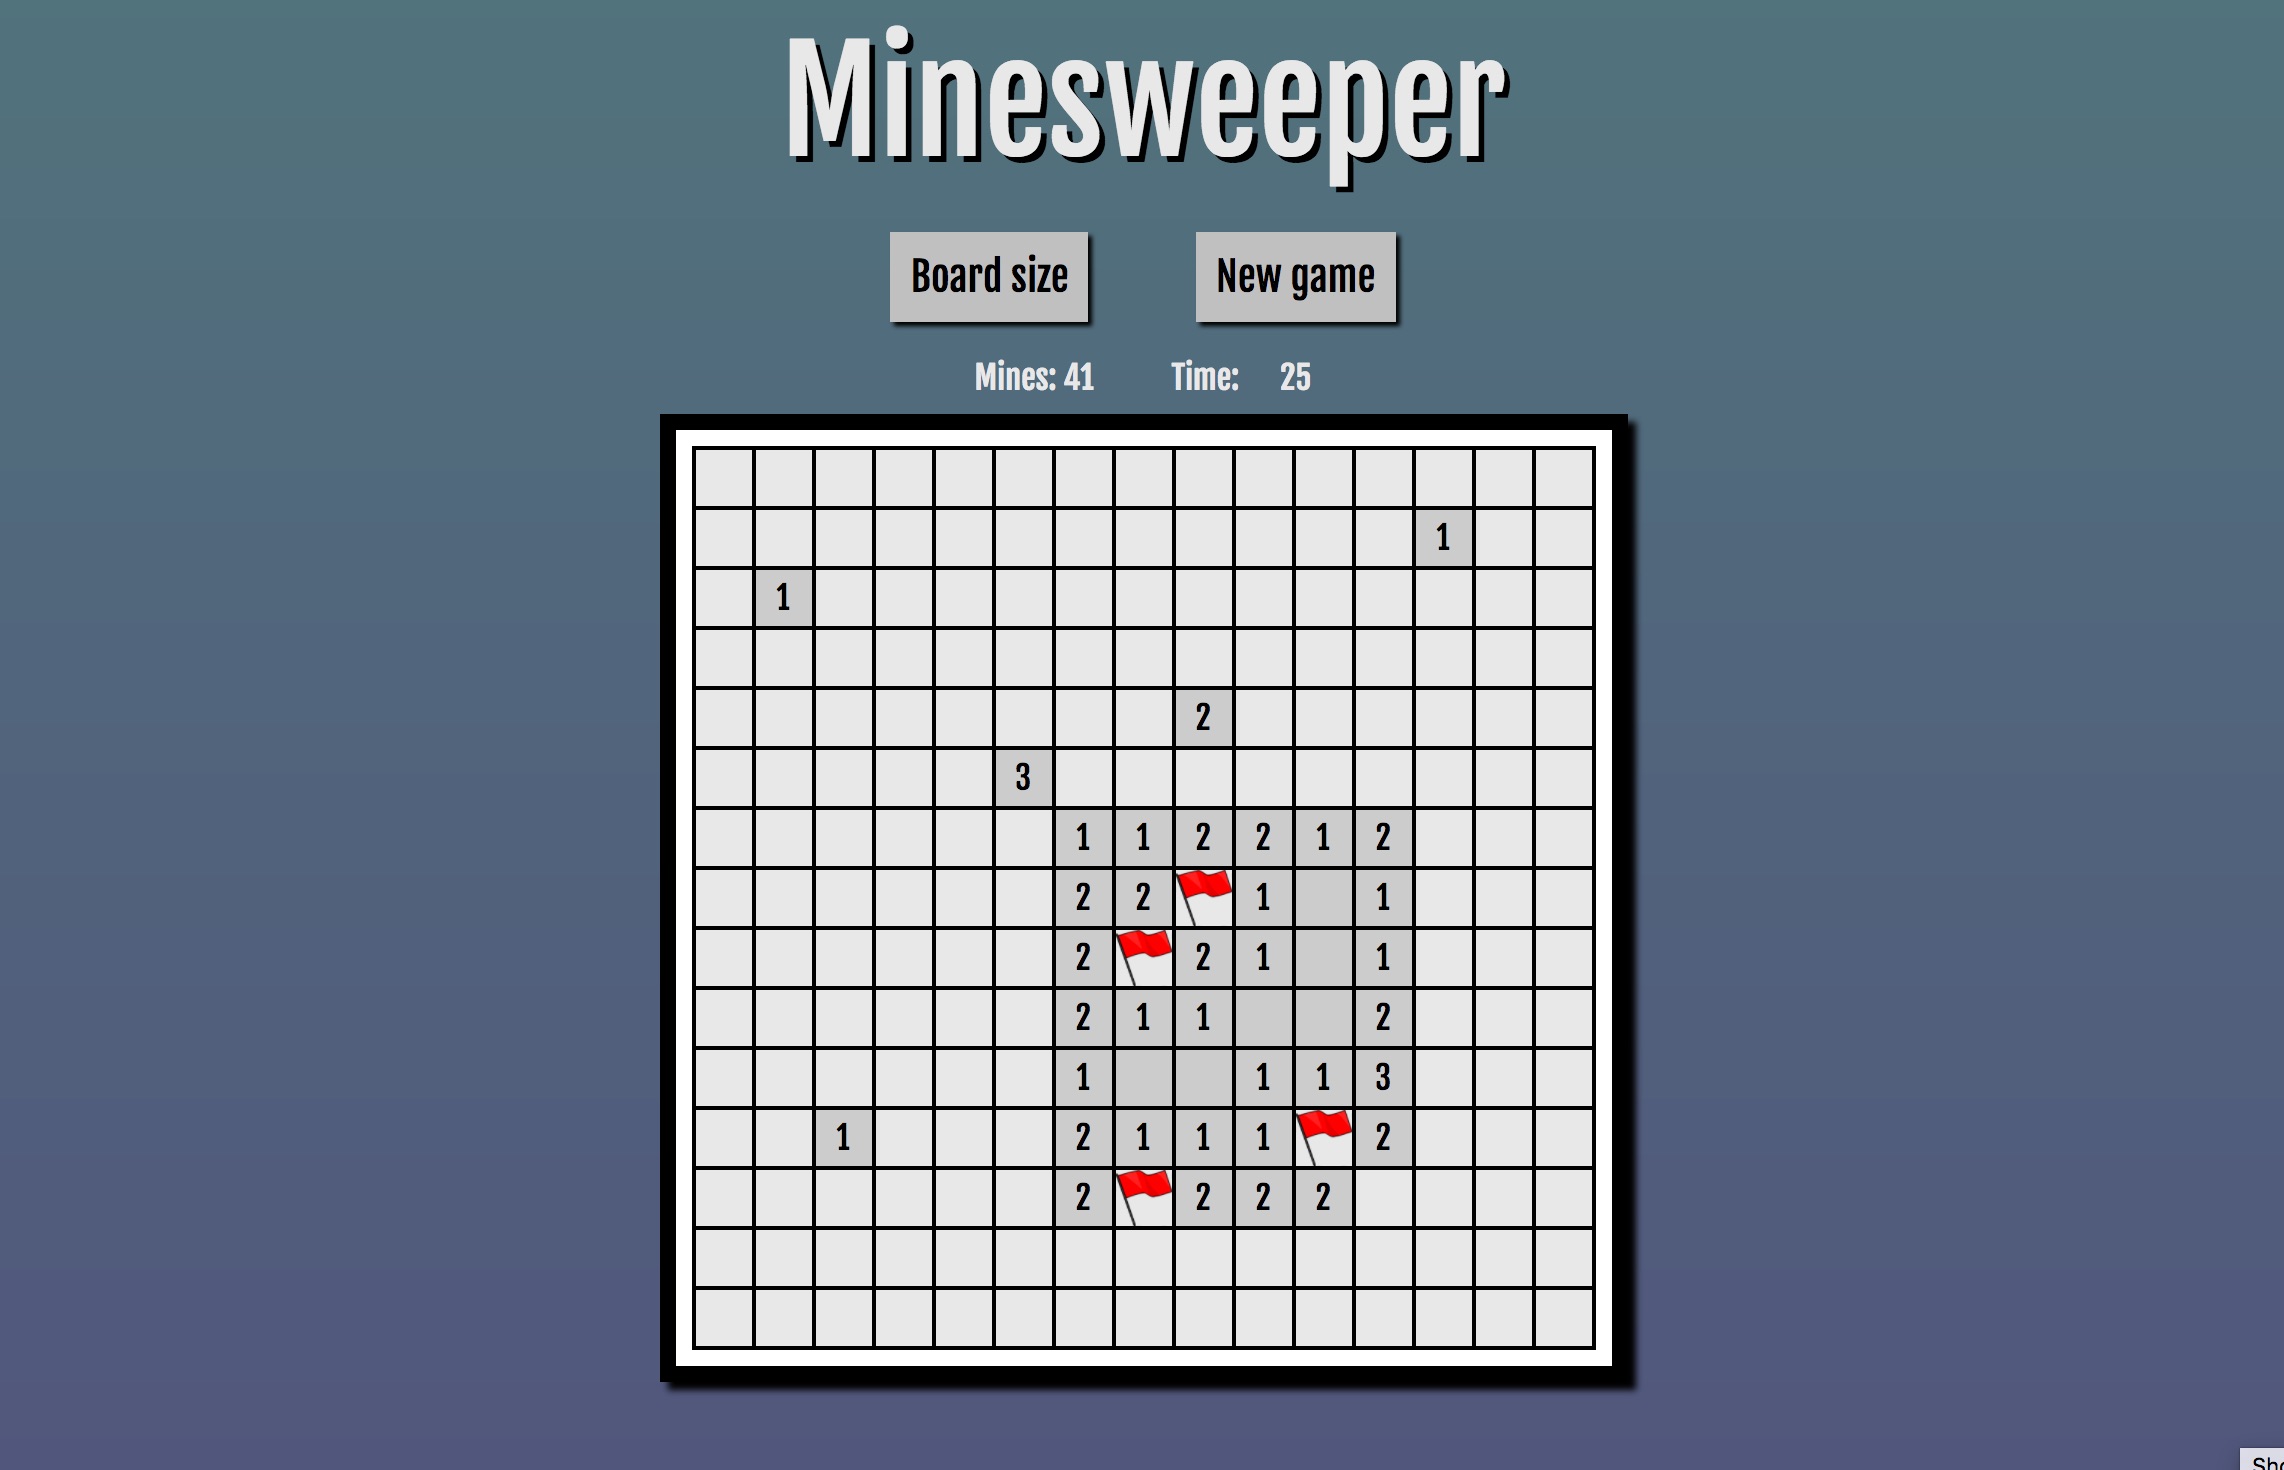 Minesweeper
Board size New game
Mines: 41 Time: 25
1
1
2
3
1 1 2 2 1 2
2 2 1 1
2 2 1 1
2 1 1 2
1 1 1 3
1 2 1 1 1 2
2 2 2 2